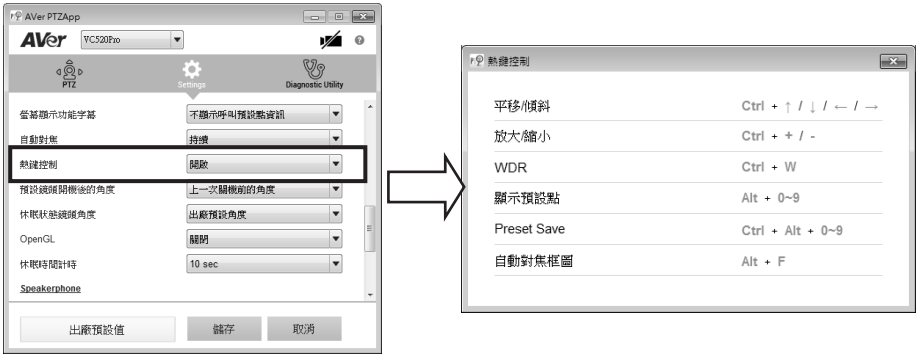 AVer PTZApp
AVer VC520Pro
PTZ Settings Diagnostic Utility
螢幕顯示功能字幕 不顯示呼叫預設點資訊
自動對焦 持續
熱鍵控制 開啟
預設鏡頭開機後的角度 上一次關機前的角度
休眠狀態鏡頭角度 出廠預設角度
OpenGL 關閉
休眠時間計時 10 sec
Speakerphone
出廠預設值 儲存 取消
熱鍵控制
平移/傾斜 Ctrl + ↑ / ↓ / ← / →
放大/縮小 Ctrl + + / -
WDR Ctrl + W
顯示預設點 Alt + 0~9
Preset Save Ctrl + Alt + 0~9
自動對焦框圖 Alt + F